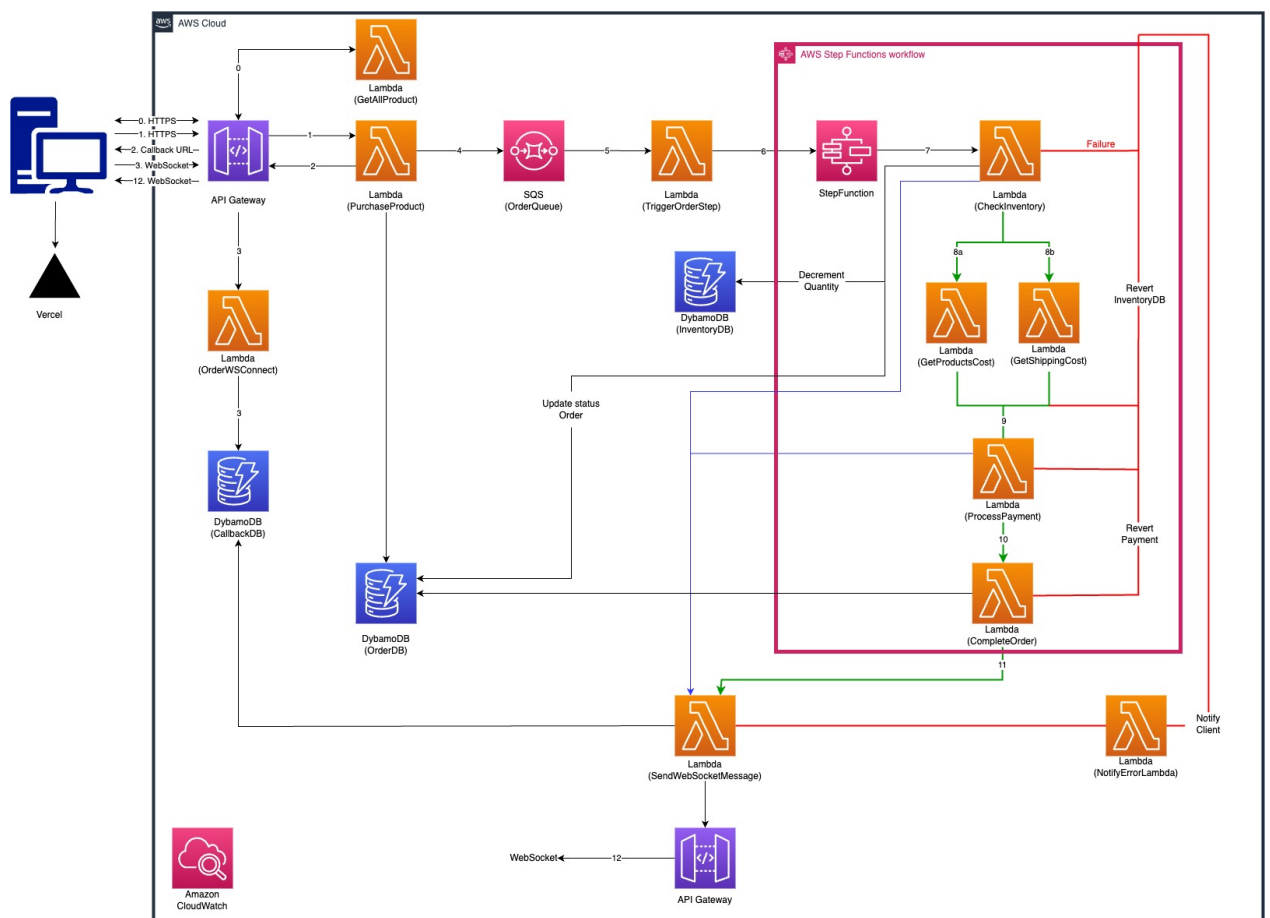 aws
AWS Cloud
AWS Step Functions workflow
0
Lambda
(GetAllProduct)
0. HTTPS
1. HTTPS
2. Callback URL
3. WebSocket
12. WebSocket
API Gateway
1
2
Lambda
(PurchaseProduct)
4
SQS
(OrderQueue)
5
Lambda
(TriggerOrderStep)
6
StepFunction
7
Lambda
(CheckInventory)
Failure
Vercel
3
Lambda
(OrderWSConnect)
3
DybamoDB
(CallbackDB)
DybamoDB
(InventoryDB)
Decrement
Quantity
8a
8b
Lambda
(GetProductsCost)
Lambda
(GetShippingCost)
Revert
InventoryDB
Update status
Order
9
Lambda
(ProcessPayment)
Revert
Payment
10
DybamoDB
(OrderDB)
Lambda
(CompleteOrder)
11
Lambda
(SendWebSocketMessage)
Lambda
(NotifyErrorLambda)
Notify
Client
WebSocket
12
API Gateway
Amazon
CloudWatch